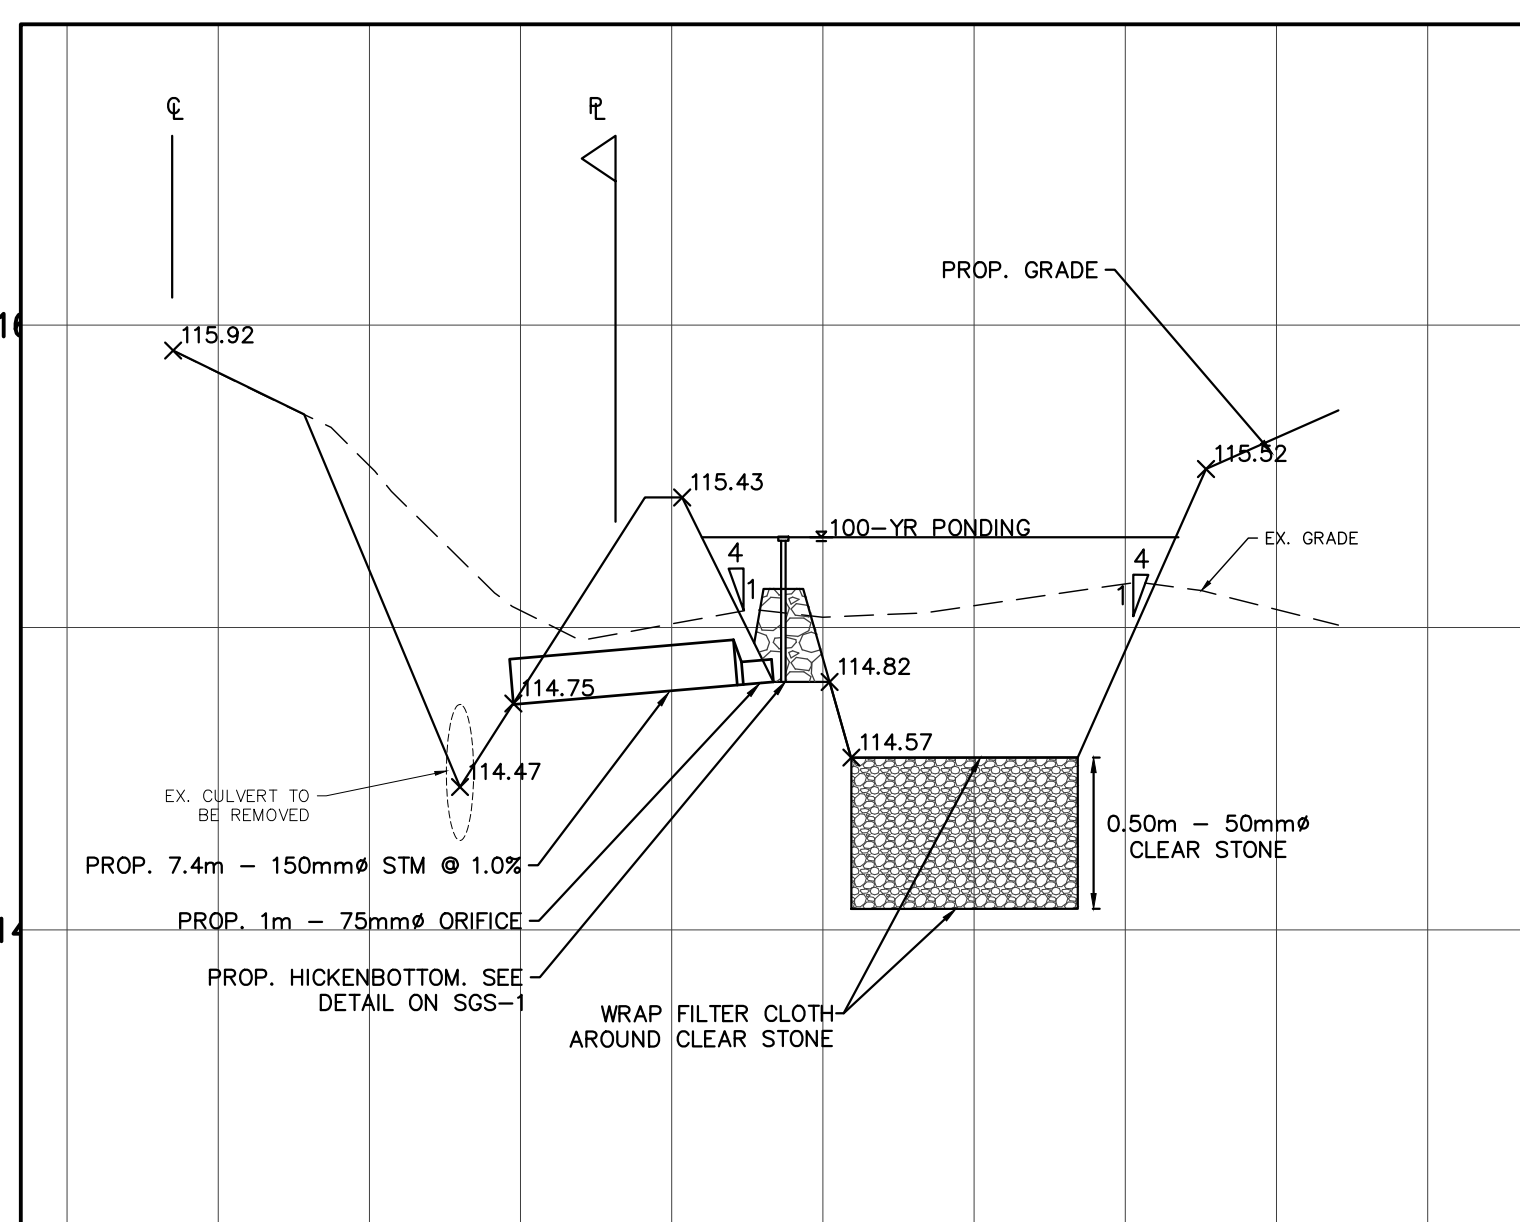 ℄
PL
PROP. GRADE
16
115.92
115.52
115.43
100-YR PONDING
EX. GRADE
4
1
4
1
114.82
114.75
114.57
114.47
EX. CULVERT TO
BE REMOVED
0.50m - 50mmø
CLEAR STONE
PROP. 7.4m - 150mmø STM @ 1.0%
PROP. 1m - 75mmø ORIFICE
14
PROP. HICKENBOTTOM. SEE
DETAIL ON SGS-1
WRAP FILTER CLOTH
AROUND CLEAR STONE